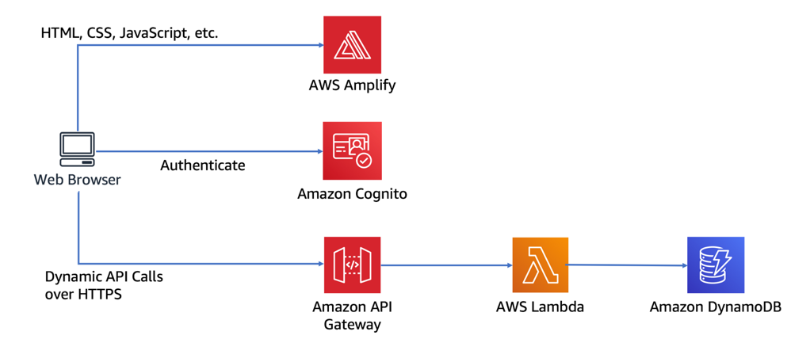 HTML, CSS, JavaScript, etc.
AWS Amplify
Web Browser
Authenticate
Amazon Cognito
Dynamic API Calls
over HTTPS
</>
Amazon API
Gateway
AWS Lambda
Amazon DynamoDB